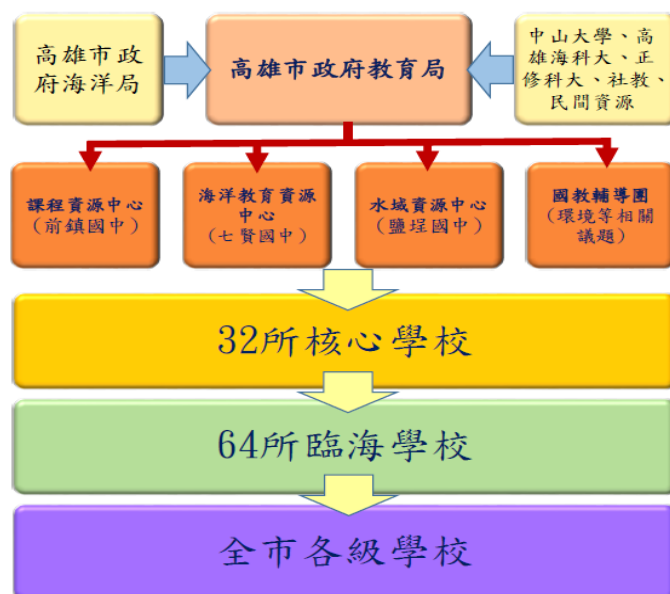 高雄市政
府海洋局
高雄市政府教育局
中山大學、高
雄海科大、正
修科大、社教、
民間資源
課程資源中心
(前鎮國中)
海洋教育資源
中心
(七賢國中)
水域資源中心
(鹽埕國中)
國教輔導團
(環境等相關
議題)
32所核心學校
64所臨海學校
全市各級學校